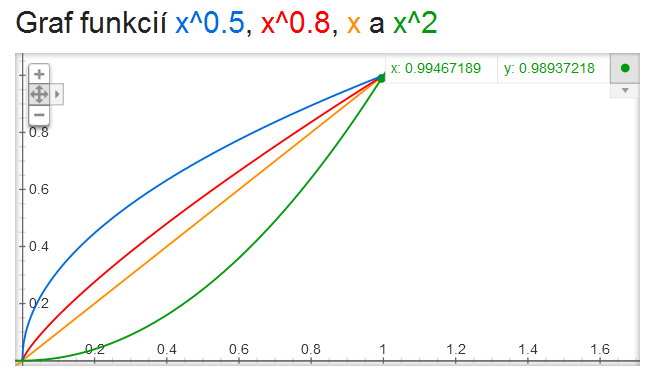 Graf funkcií x^0.5, x^0.8, x a x^2
x: 0.99467189 y: 0.98937218
0.8
0.6
0.4
0.2
0.2 0.4 0.6 0.8 1 1.2 1.4 1.6